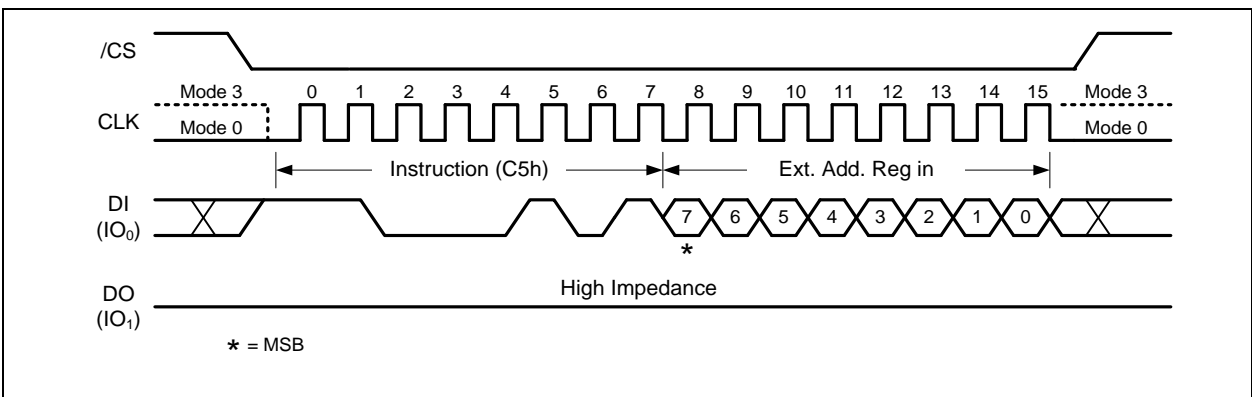 /CS
Mode 3 0 1 2 3 4 5 6 7 8 9 10 11 12 13 14 15 Mode 3
CLK
Mode 0 Mode 0
Instruction (C5h) Ext. Add. Reg in
DI
(IO₀)
7 6 5 4 3 2 1 0
*
High Impedance
DO
(IO₁)
* = MSB